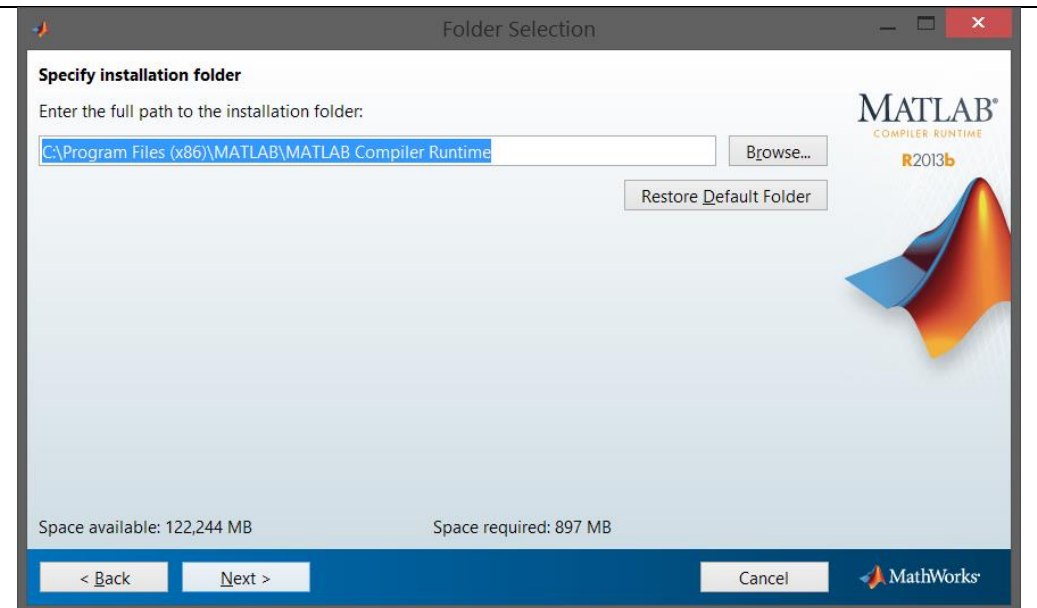 Folder Selection
Specify installation folder
Enter the full path to the installation folder:
C:\Program Files (x86)\MATLAB\MATLAB Compiler Runtime
Browse...
Restore Default Folder
MATLAB®
COMPILER RUNTIME
R2013b
Space available: 122,244 MB
Space required: 897 MB
< Back
Next >
Cancel
MathWorks®